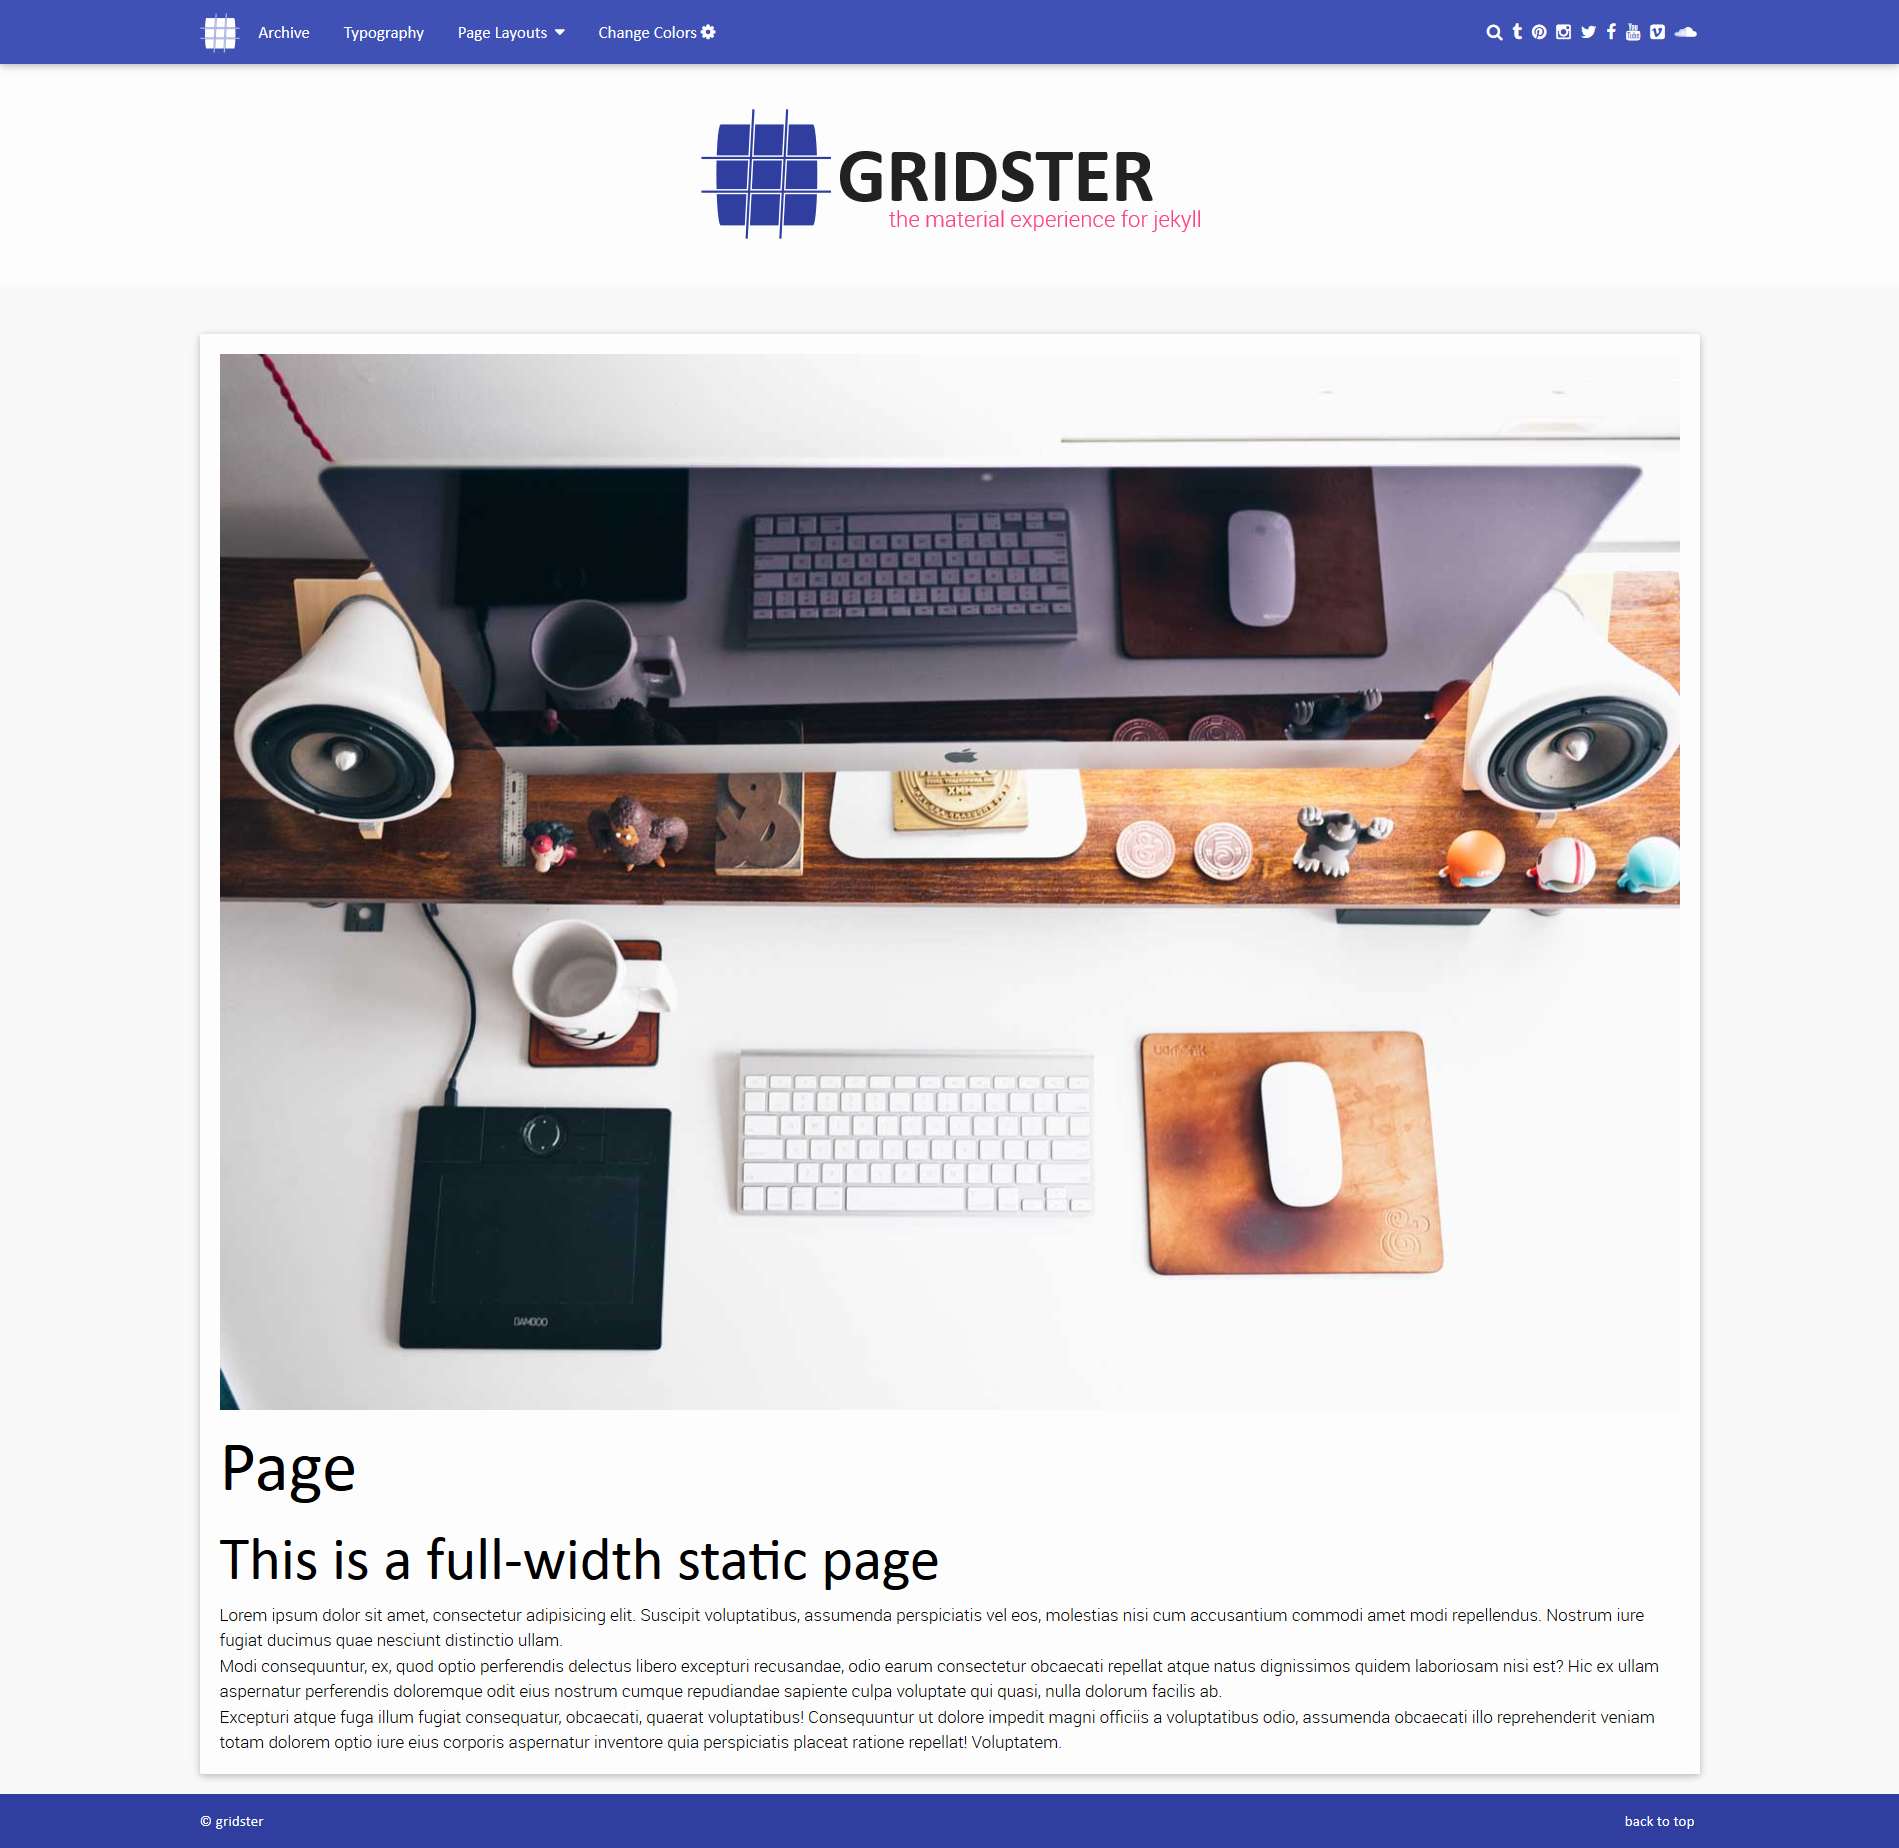 Archive
Typography
Page Layouts
Change Colors
GRIDSTER
the material experience for jekyll
XMM
BAMBOO
Page
This is a full-width static page
Lorem ipsum dolor sit amet, consectetur adipisicing elit. Suscipit voluptatibus, assumenda perspiciatis vel eos, molestias nisi cum accusantium commodi amet modi repellendus. Nostrum iure
fugiat ducimus quae nesciunt distinctio ullam.
Modi consequuntur, ex, quod optio perferendis delectus libero excepturi recusandae, odio earum consectetur obcaecati repellat atque natus dignissimos quidem laboriosam nisi est? Hic ex ullam
aspernatur perferendis doloremque odit eius nostrum cumque repudiandae sapiente culpa voluptate qui quasi, nulla dolorum facilis ab.
Excepturi atque fuga illum fugiat consequatur, obcaecati, quaerat voluptatibus! Consequuntur ut dolore impedit magni officiis a voluptatibus odio, assumenda obcaecati illo reprehenderit veniam
totam dolorem optio iure eius corporis aspernatur inventore quia perspiciatis placeat ratione repellat! Voluptatem.
© gridster
back to top